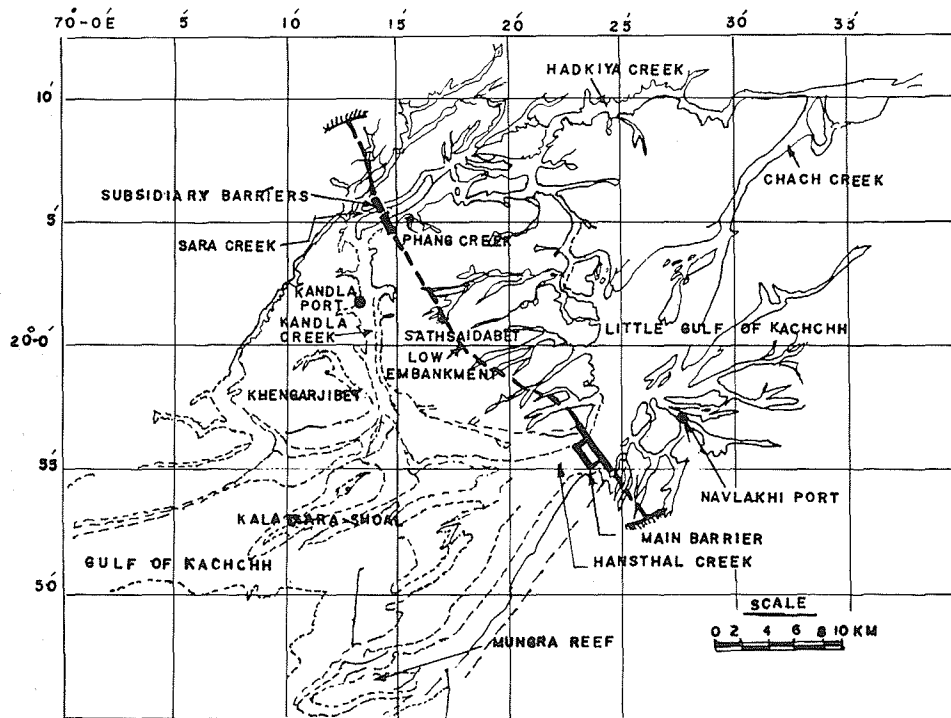 70°-0'E 5' 10' 15' 20' 25' 30' 35'
10'
HADKIYA CREEK
CHACH CREEK
SUBSIDIARY BARRIERS
5'
SARA CREEK
PHANG CREEK
KANDLA
PORT
KANDLA
CREEK
20°-0'
SATHSAIDABET
LOW
EMBANKMENT
LITTLE GULF OF KACHCHH
KHENGARJIBET
55'
NAVLAKHI PORT
KALATGARA-SHOAL
MAIN BARRIER
GULF OF KACHCHH
HANSTHAL CREEK
50'
MUNGRA REEF
SCALE
0 2 4 6 8 10 KM